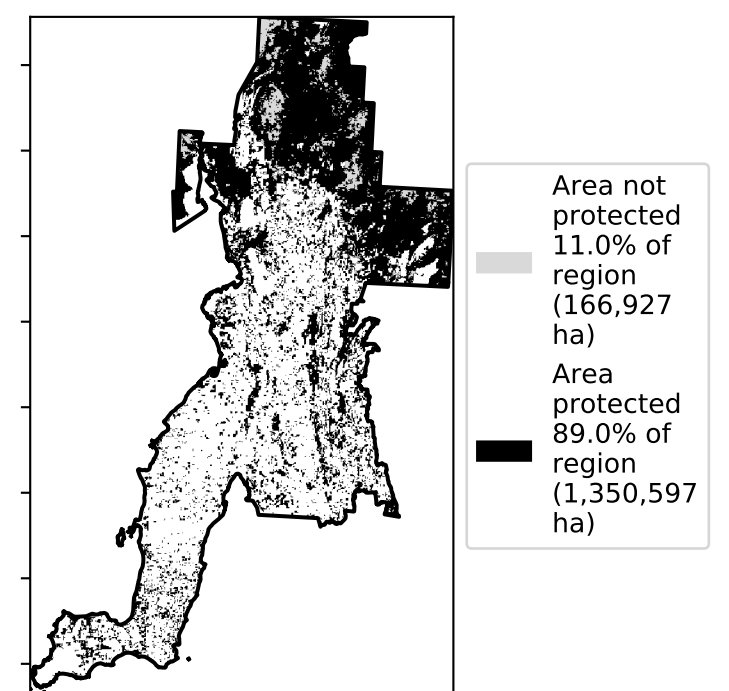 Area not
protected
11.0% of
region
(166,927
ha)
Area
protected
89.0% of
region
(1,350,597
ha)